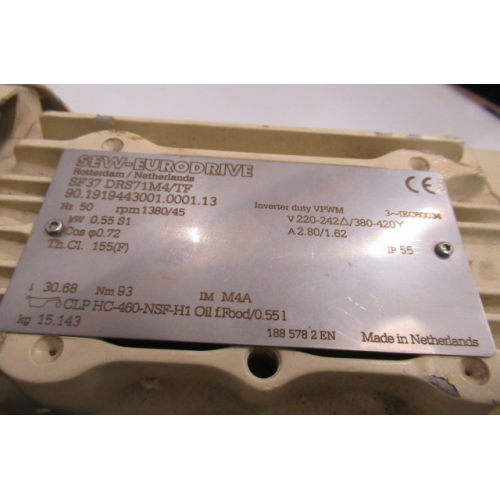 SEW-EURODRIVE
Rotterdam/Netherlands
SF37 DRS71M4/TF
90.1919443001.0001.13
Hz 50 rpm 1380/45 Inverter duty VPWM 3~IEC60034
kW 0.55 S1 V 220-242△/380-420Y
Cos φ0.72 A 2.80/1.62
Th.Cl. 155(F) IP 55
CE
i 30.68 Nm 93 IM M4A
CLP HC-460-NSF-H1 Oil f.Food/0.55 l
kg 15.143 188 578 2 EN Made in Netherlands